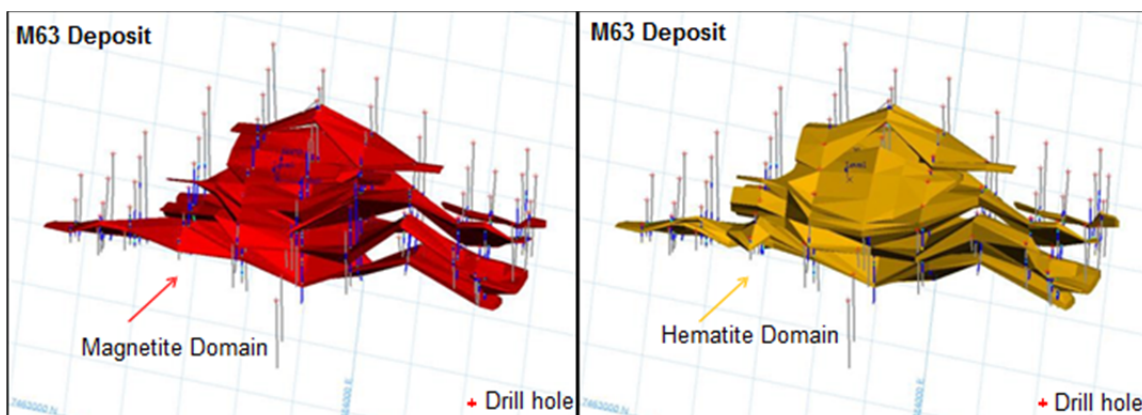 M63 Deposit
Magnetite Domain
Drill hole
M63 Deposit
Hematite Domain
Drill hole